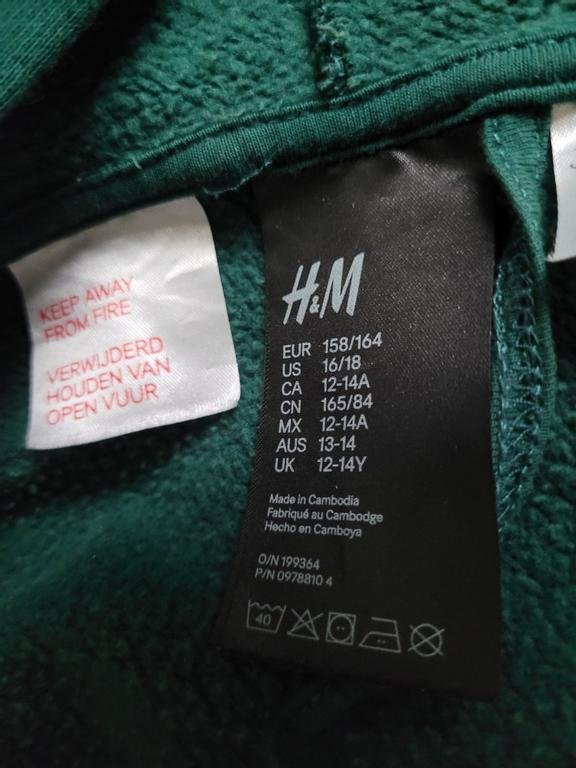 KEEP AWAY
FROM FIRE
VERWIJDERD
HOUDEN VAN
OPEN VUUR
H&M
EUR 158/164
US 16/18
CA 12-14A
CN 165/84
MX 12-14A
AUS 13-14
UK 12-14Y
Made in Cambodia
Fabriqué au Cambodge
Hecho en Camboya
O/N 199364
P/N 0978810 4
40